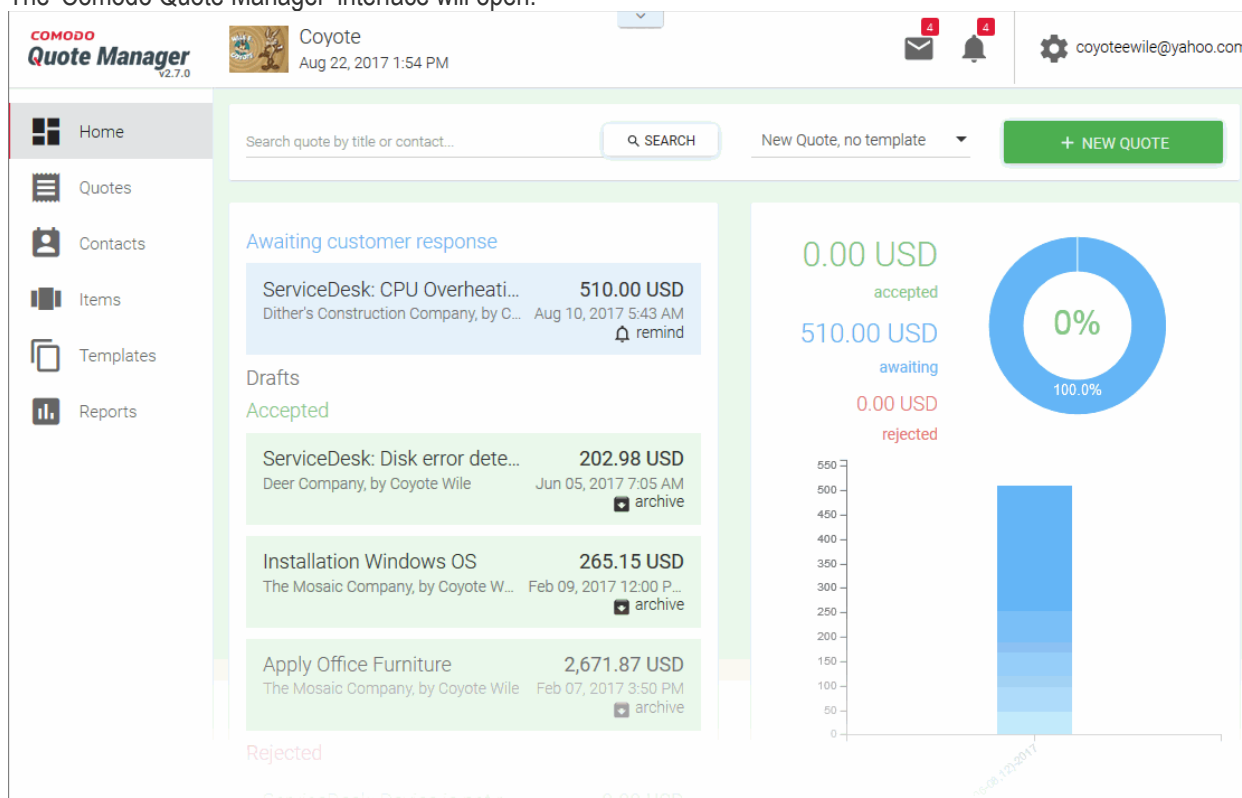 The 'Comodo Quote Manager' interface will open.
COMODO
Quote Manager
v2.7.0
Coyote
Aug 22, 2017 1:54 PM
4
4
coyoteewile@yahoo.com
Home
Quotes
Contacts
Items
Templates
Reports
Search quote by title or contact...
SEARCH
New Quote, no template
+ NEW QUOTE
Awaiting customer response
ServiceDesk: CPU Overheati... 510.00 USD
Dither's Construction Company, by C... Aug 10, 2017 5:43 AM
remind
Drafts
Accepted
ServiceDesk: Disk error dete... 202.98 USD
Deer Company, by Coyote Wile Jun 05, 2017 7:05 AM
archive
Installation Windows OS 265.15 USD
The Mosaic Company, by Coyote W... Feb 09, 2017 12:00 P...
archive
Apply Office Furniture 2,671.87 USD
The Mosaic Company, by Coyote Wile Feb 07, 2017 3:50 PM
archive
Rejected
0.00 USD
accepted
510.00 USD
awaiting
0.00 USD
rejected
0%
100.0%
550
500
450
400
350
300
250
200
150
100
50
0